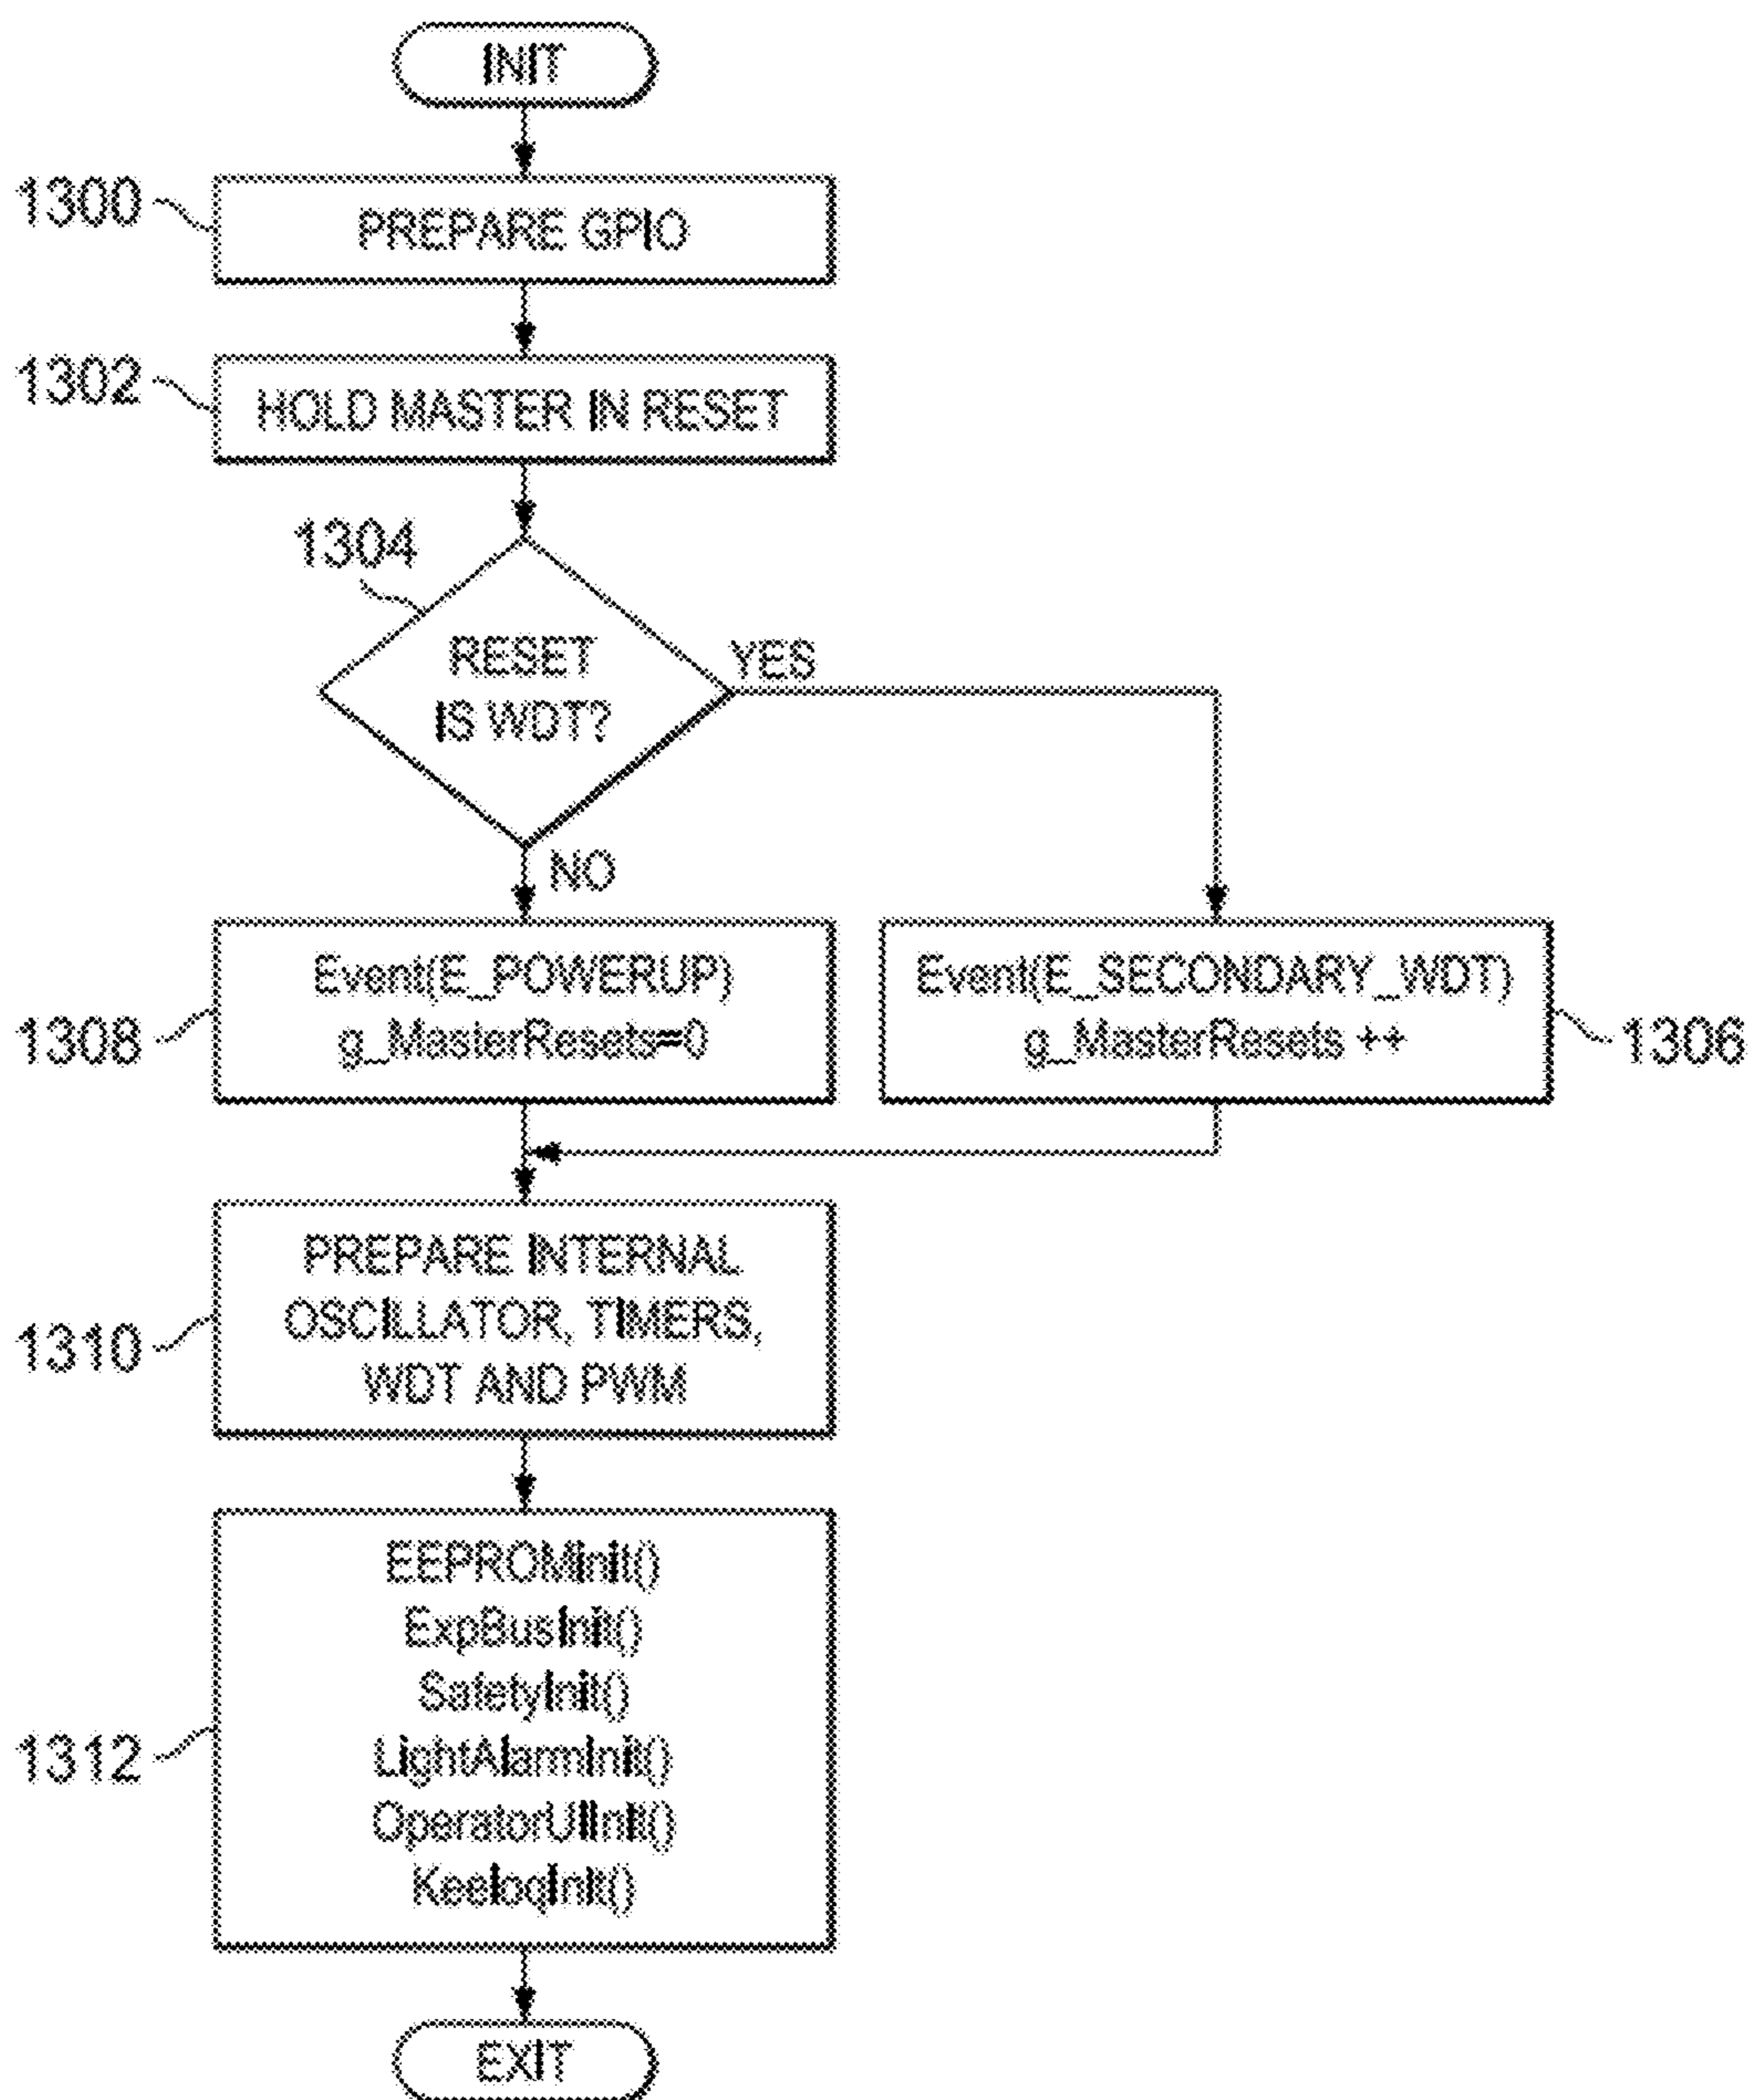 INIT
1300
PREPARE GPIO
1302
HOLD MASTER IN RESET
1304
RESET
IS WDT?
YES
NO
1308
Event(E_POWERUP)
g_MasterResets=0
Event(E_SECONDARY_WDT)
g_MasterResets ++
1306
1310
PREPARE INTERNAL
OSCILLATOR, TIMERS,
WDT AND PWM
1312
EEPROMinit()
ExpBusInit()
SafetyInit()
LightAlarmInit()
OperatorUIInit()
KeeloqInit()
EXIT